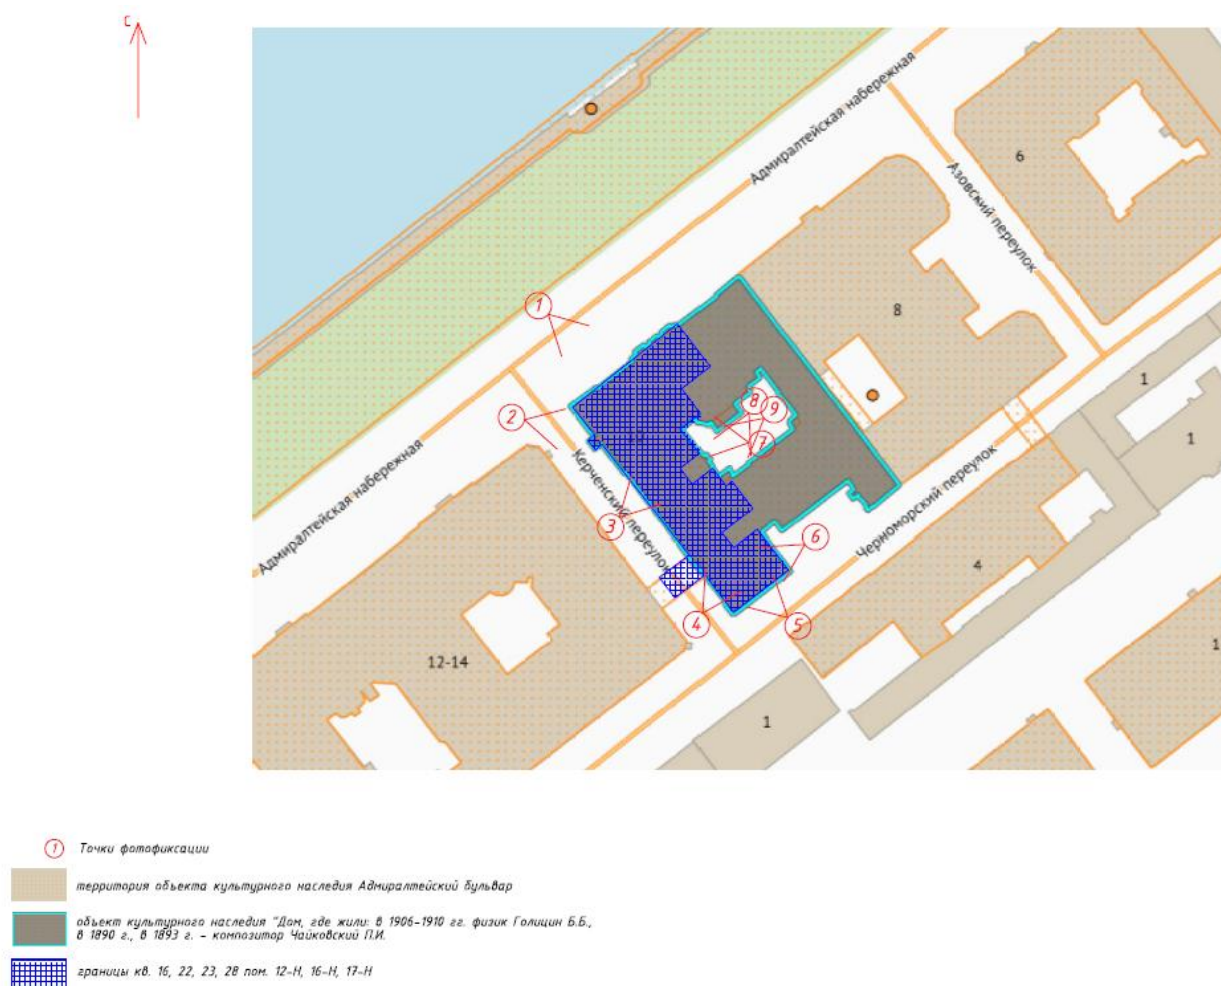 С
Адмиралтейская набережная
6
Азовский переулок
1
8
8
9
2
7
1
1
Адмиралтейская набережная
Керченский переулок
3
6
Черноморский переулок
4
4
5
12-14
1
1
1 Точки фотофиксации
территория объекта культурного наследия Адмиралтейский бульвар
объект культурного наследия "Дом, где жили: в 1906-1910 гг. физик Голицин Б.Б.,
в 1890 г., в 1893 г. - композитор Чайковский П.И.
границы кв. 16, 22, 23, 28 пом. 12-Н, 16-Н, 17-Н